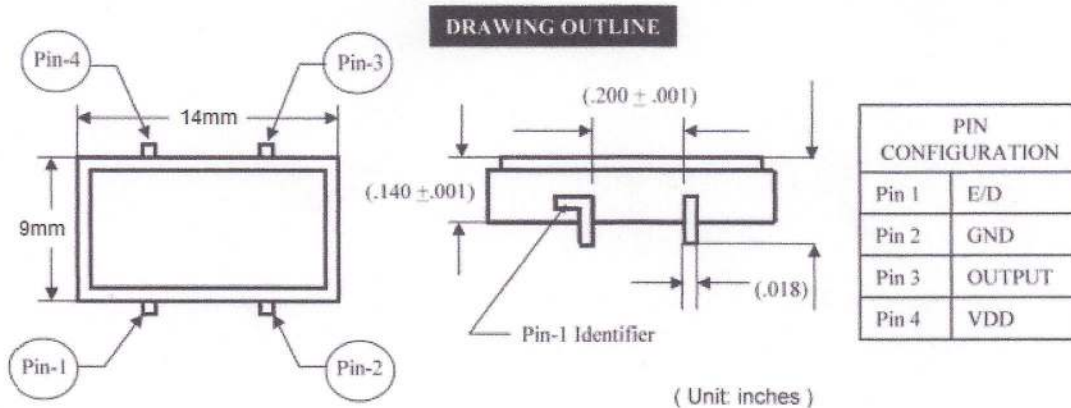 DRAWING OUTLINE
Pin-4
Pin-3
14mm
9mm
Pin-1
Pin-2
(.200 ± .001)
(.140 ±.001)
(.018)
Pin-1 Identifier
( Unit: inches )
PIN
CONFIGURATION
Pin 1 E/D
Pin 2 GND
Pin 3 OUTPUT
Pin 4 VDD